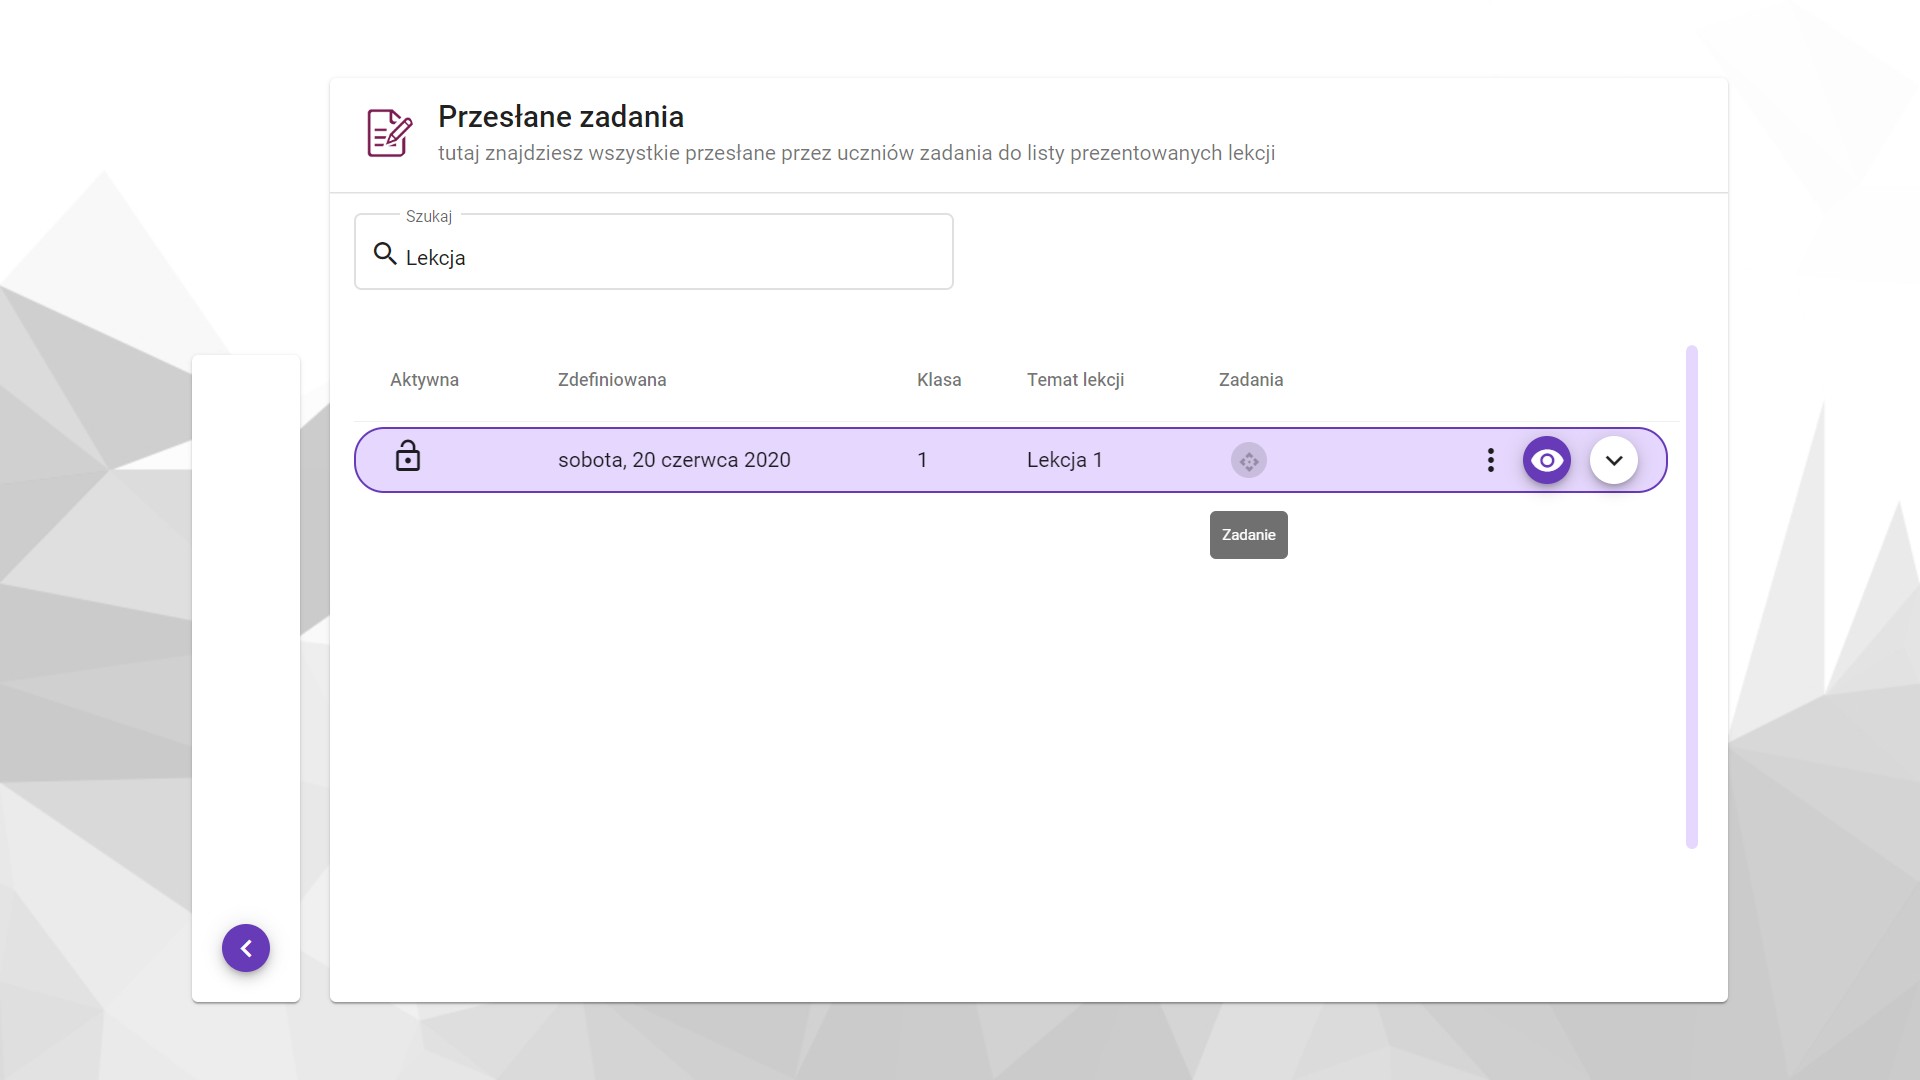 Przesłane zadania
tutaj znajdziesz wszystkie przesłane przez uczniów zadania do listy prezentowanych lekcji
Szukaj
Lekcja
Aktywna Zdefiniowana Klasa Temat lekcji Zadania
sobota, 20 czerwca 2020 1 Lekcja 1
Zadanie